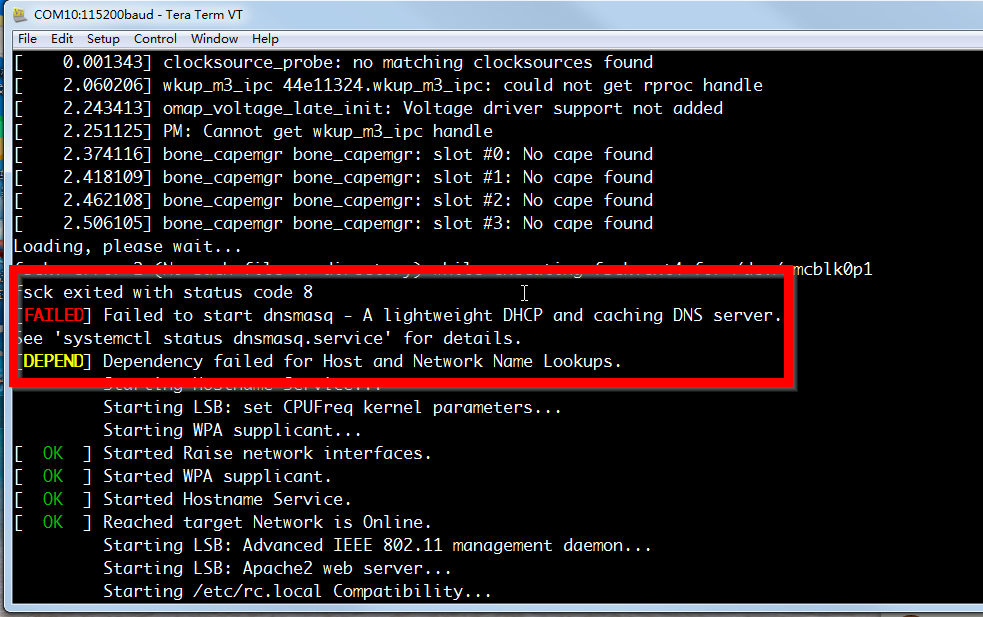 COM10:115200baud - Tera Term VT
File Edit Setup Control Window Help
[    0.001343] clocksource_probe: no matching clocksources found
[    2.060206] wkup_m3_ipc 44e11324.wkup_m3_ipc: could not get rproc handle
[    2.243413] omap_voltage_late_init: Voltage driver support not added
[    2.251125] PM: Cannot get wkup_m3_ipc handle
[    2.374116] bone_capemgr bone_capemgr: slot #0: No cape found
[    2.418109] bone_capemgr bone_capemgr: slot #1: No cape found
[    2.462108] bone_capemgr bone_capemgr: slot #2: No cape found
[    2.506105] bone_capemgr bone_capemgr: slot #3: No cape found
Loading, please wait...
mcblk0p1
fsck exited with status code 8
[FAILED] Failed to start dnsmasq - A lightweight DHCP and caching DNS server.
See 'systemctl status dnsmasq.service' for details.
[DEPEND] Dependency failed for Host and Network Name Lookups.
Starting Hostname Service...
Starting LSB: set CPUFreq kernel parameters...
Starting WPA supplicant...
[  OK  ] Started Raise network interfaces.
[  OK  ] Started WPA supplicant.
[  OK  ] Started Hostname Service.
[  OK  ] Reached target Network is Online.
Starting LSB: Advanced IEEE 802.11 management daemon...
Starting LSB: Apache2 web server...
Starting /etc/rc.local Compatibility...